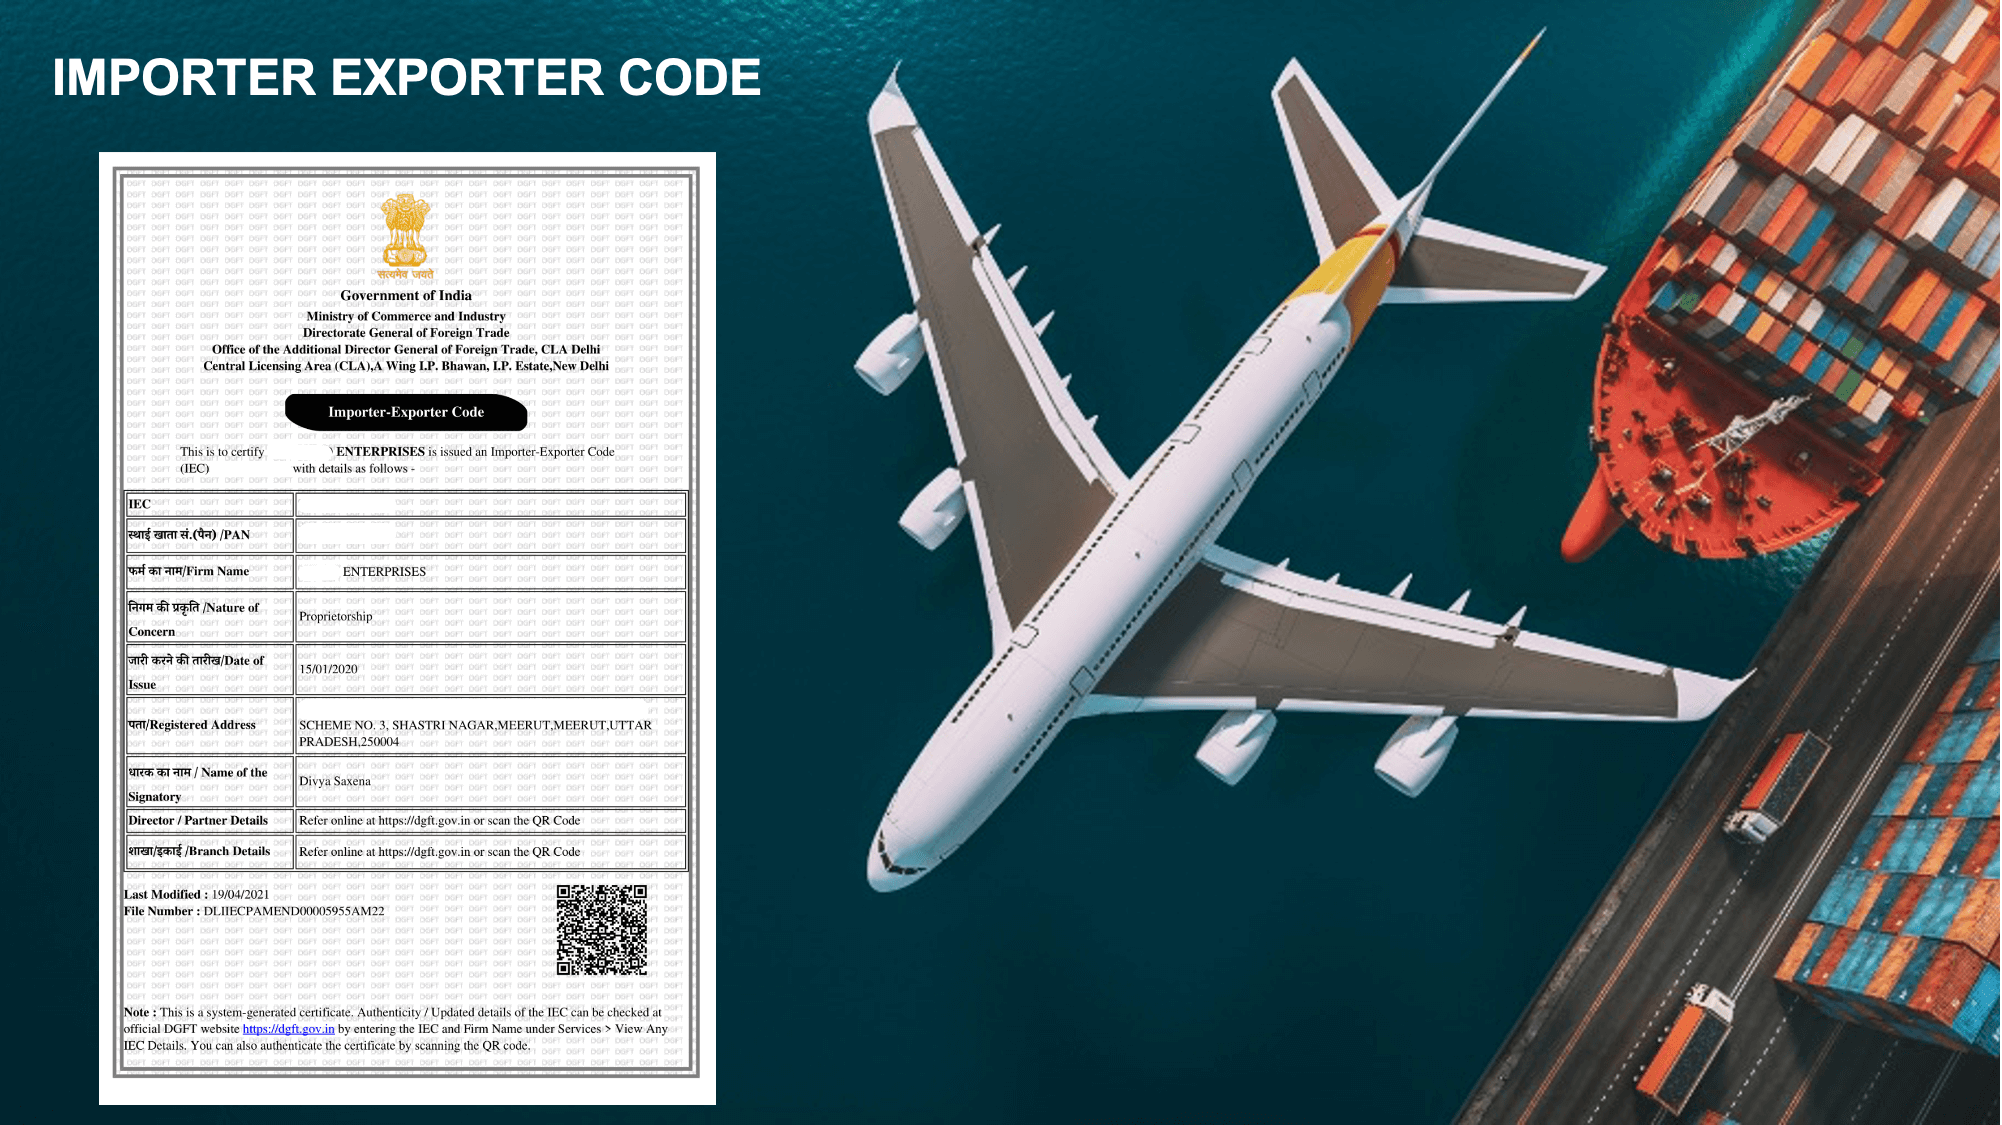 IMPORTER EXPORTER CODE
सत्यमेव जयते
Government of India
Ministry of Commerce and Industry
Directorate General of Foreign Trade
Office of the Additional Director General of Foreign Trade, CLA Delhi
Central Licensing Area (CLA),A Wing I.P. Bhawan, I.P. Estate,New Delhi
Importer-Exporter Code
This is to certify ENTERPRISES is issued an Importer-Exporter Code
(IEC) with details as follows -
IEC
स्थाई खाता सं.(पैन) /PAN
फर्म का नाम/Firm Name ENTERPRISES
निगम की प्रकृति /Nature of
Concern
Proprietorship
जारी करने की तारीख/Date of
Issue
15/01/2020
पता/Registered Address
SCHEME NO. 3, SHASTRI NAGAR,MEERUT,MEERUT,UTTAR
PRADESH,250004
धारक का नाम / Name of the
Signatory
Divya Saxena
Director / Partner Details Refer online at https://dgft.gov.in or scan the QR Code
शाखा/इकाई /Branch Details Refer online at https://dgft.gov.in or scan the QR Code
Last Modified : 19/04/2021
File Number : DLIIECPAMEND00005955AM22
Note : This is a system-generated certificate. Authenticity / Updated details of the IEC can be checked at
official DGFT website https://dgft.gov.in by entering the IEC and Firm Name under Services > View Any
IEC Details. You can also authenticate the certificate by scanning the QR code.